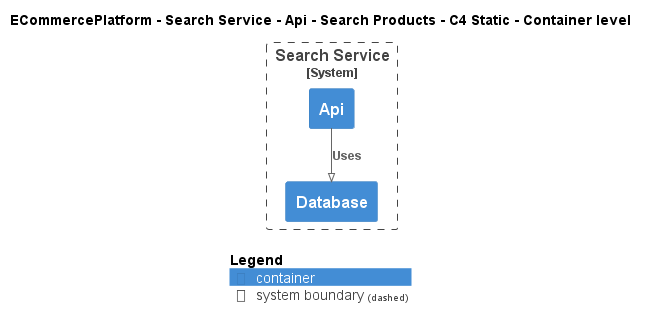 ECommercePlatform - Search Service - Api - Search Products - C4 Static - Container level
Search Service
[System]
Api
Uses
Database
Legend
container
system boundary (dashed)